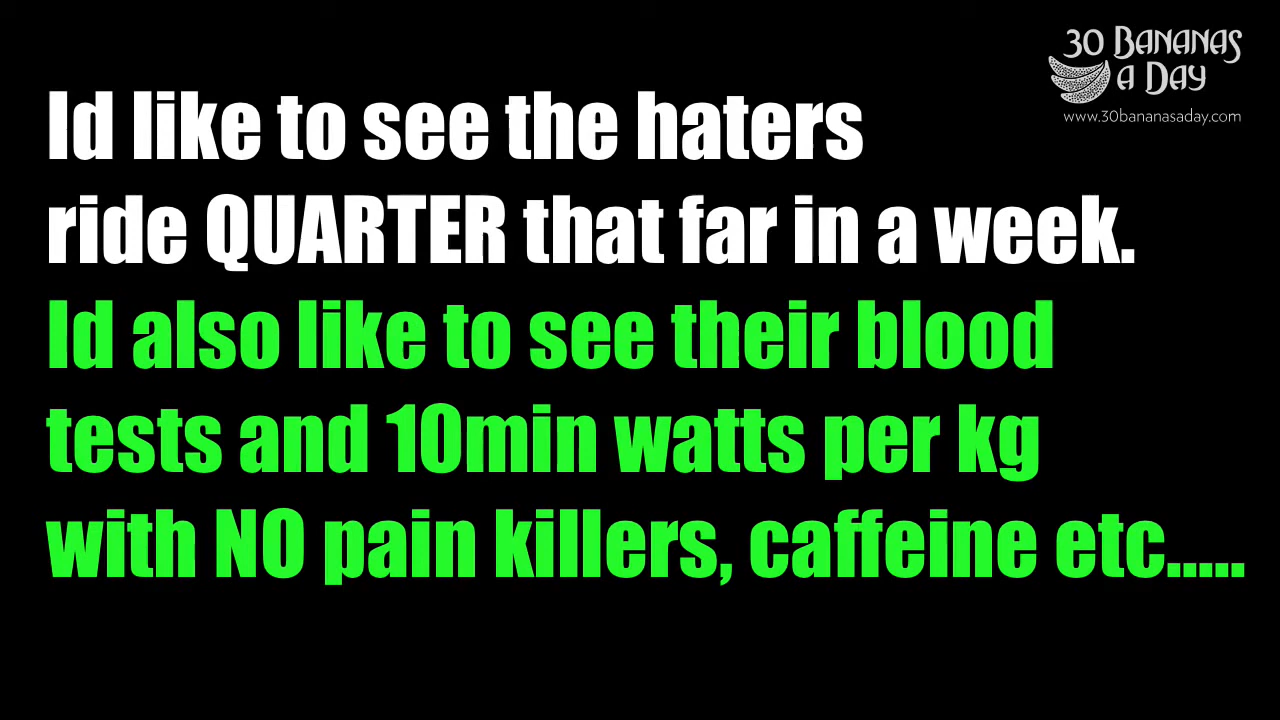 30 BANANAS
A DAY
www.30bananasaday.com
Id like to see the haters
ride QUARTER that far in a week.
Id also like to see their blood
tests and 10min watts per kg
with NO pain killers, caffeine etc.....